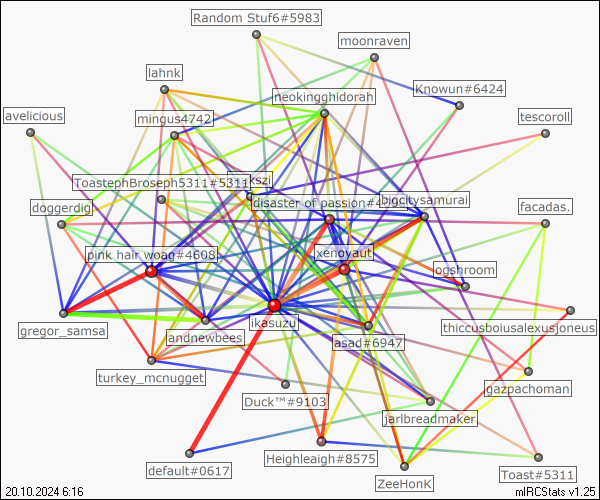 Random Stuf6#5983
moonraven
lahnk
Knowun#6424
neokingghidorah
avelicious
mingus4742
tescoroll
kszi
ToastephBroseph5311#5311
disaster of passion#4
bigcitysamurai
doggerdig
facadas.
pink hair woag#4608
xenoyaut
ogshroom
ikasuzu
gregor_samsa
andnewbees
asad#6947
thiccusboiusalexusjoneus
turkey_mcnugget
gazpachoman
Duck™#9103
jarlbreadmaker
default#0617
Heighleaigh#8575
ZeeHonK
Toast#5311
20.10.2024 6:16
mIRCStats v1.25